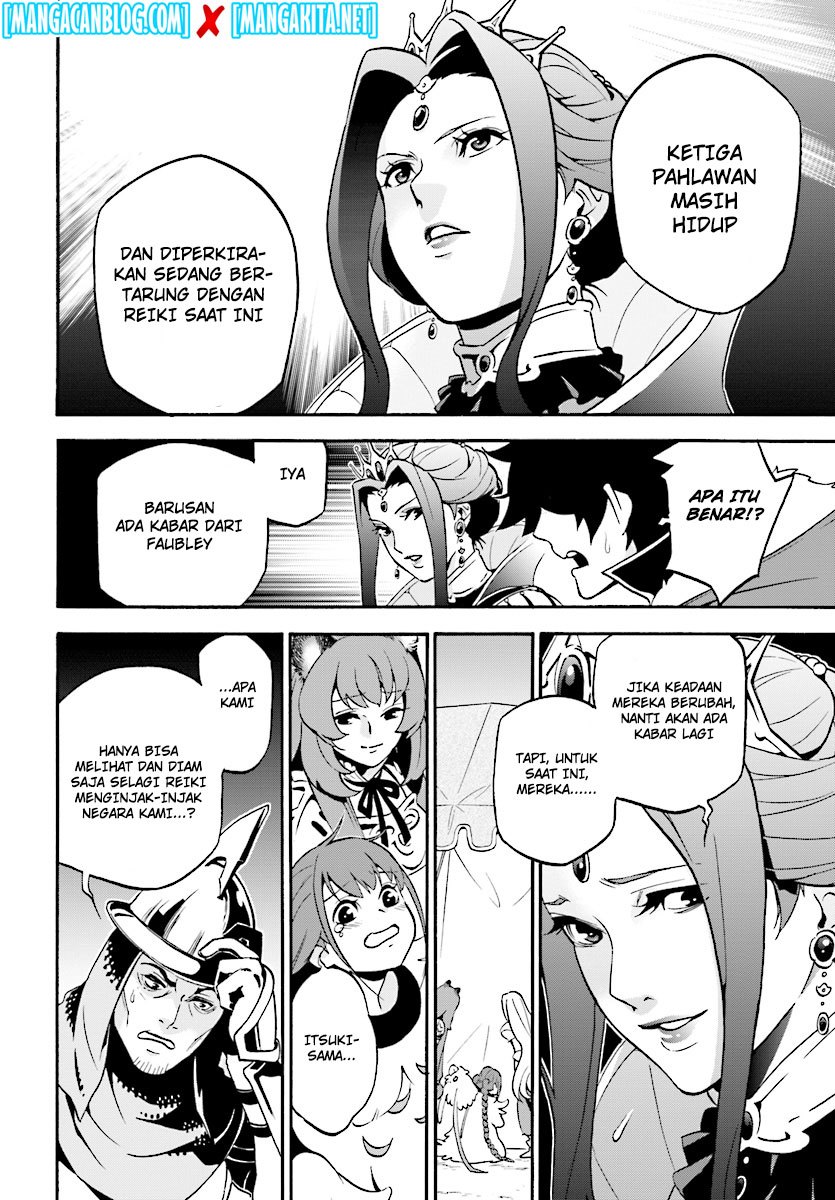 [MANGACANBLOG.COM] X [MANGAKITA.NET]
KETIGA
PAHLAWAN
MASIH
HIDUP
DAN DIPERKIRA-
KAN SEDANG BER-
TARUNG DENGAN
REIKI SAAT INI
APA ITU
BENAR!?
IYA
BARUSAN
ADA KABAR DARI
FAUBLEY
JIKA KEADAAN
MEREKA BERUBAH,
NANTI AKAN ADA
KABAR LAGI
TAPI, UNTUK
SAAT INI,
MEREKA......
ITSUKI-
SAMA...
...APA
KAMI
HANYA BISA
MELIHAT DAN DIAM
SAJA SELAGI REIKI
MENGINJAK-INJAK
NEGARA KAMI...?